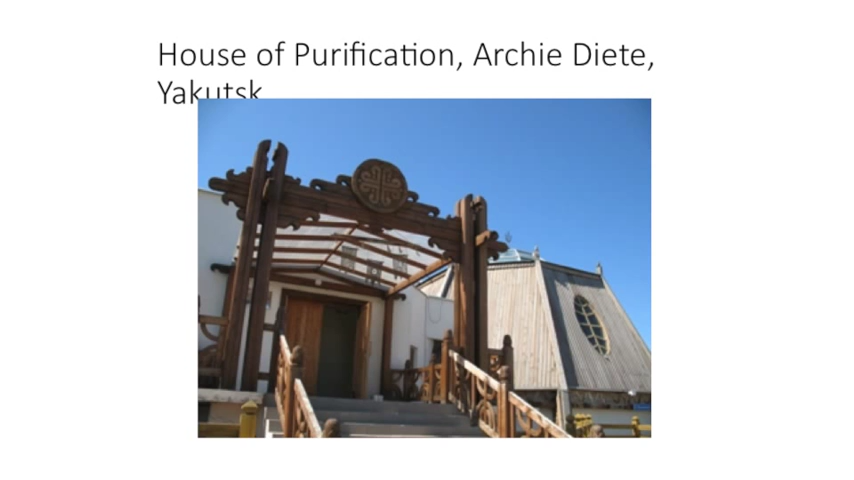 House of Purification, Archie Diete,
Yakutsk